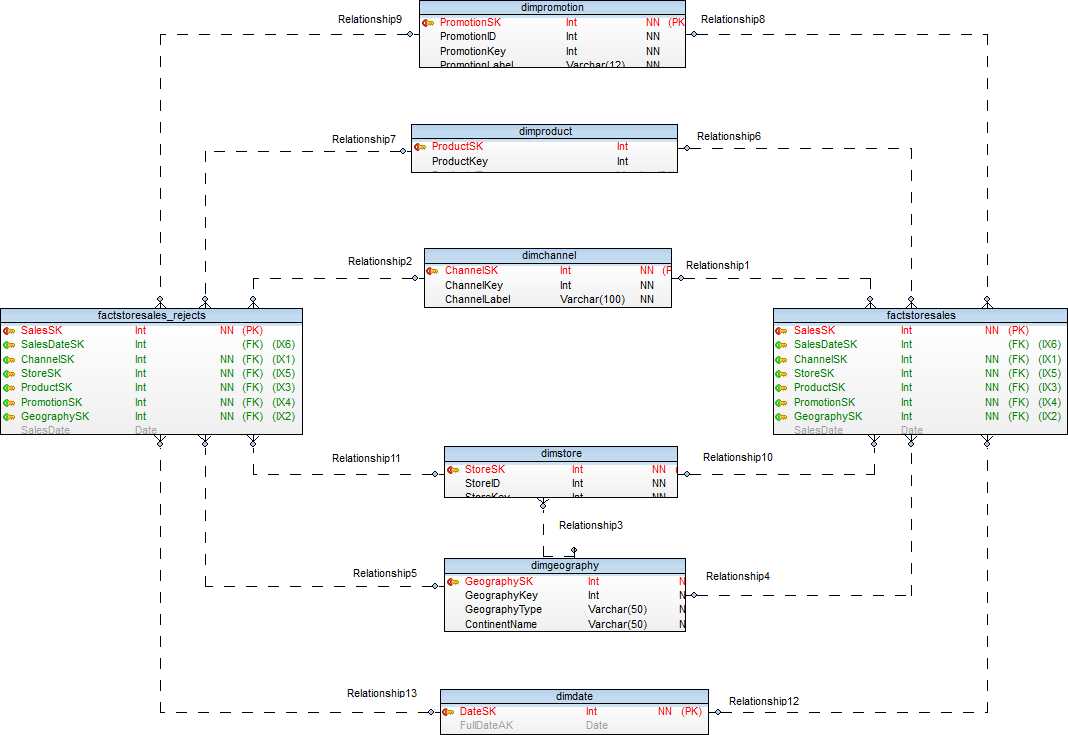 dimpromotion
Relationship9
Relationship8
PromotionSK Int NN (PK
PromotionID Int NN
PromotionKey Int NN
PromotionLabel Varchar(12) NN
dimproduct
Relationship7
Relationship6
ProductSK Int
ProductKey Int
dimchannel
Relationship2
Relationship1
ChannelSK Int NN (P
ChannelKey Int NN
ChannelLabel Varchar(100) NN
factstoresales_rejects
SalesSK Int NN (PK)
SalesDateSK Int (FK) (IX6)
ChannelSK Int NN (FK) (IX1)
StoreSK Int NN (FK) (IX5)
ProductSK Int NN (FK) (IX3)
PromotionSK Int NN (FK) (IX4)
GeographySK Int NN (FK) (IX2)
SalesDate Date
factstoresales
SalesSK Int NN (PK)
SalesDateSK Int (FK) (IX6)
ChannelSK Int NN (FK) (IX1)
StoreSK Int NN (FK) (IX5)
ProductSK Int NN (FK) (IX3)
PromotionSK Int NN (FK) (IX4)
GeographySK Int NN (FK) (IX2)
SalesDate Date
dimstore
Relationship11
Relationship10
StoreSK Int NN (
StoreID Int NN
StoreKey Int NN
Relationship3
dimgeography
Relationship5
Relationship4
GeographySK Int N
GeographyKey Int N
GeographyType Varchar(50) N
ContinentName Varchar(50) N
dimdate
Relationship13
Relationship12
DateSK Int NN (PK)
FullDateAK Date